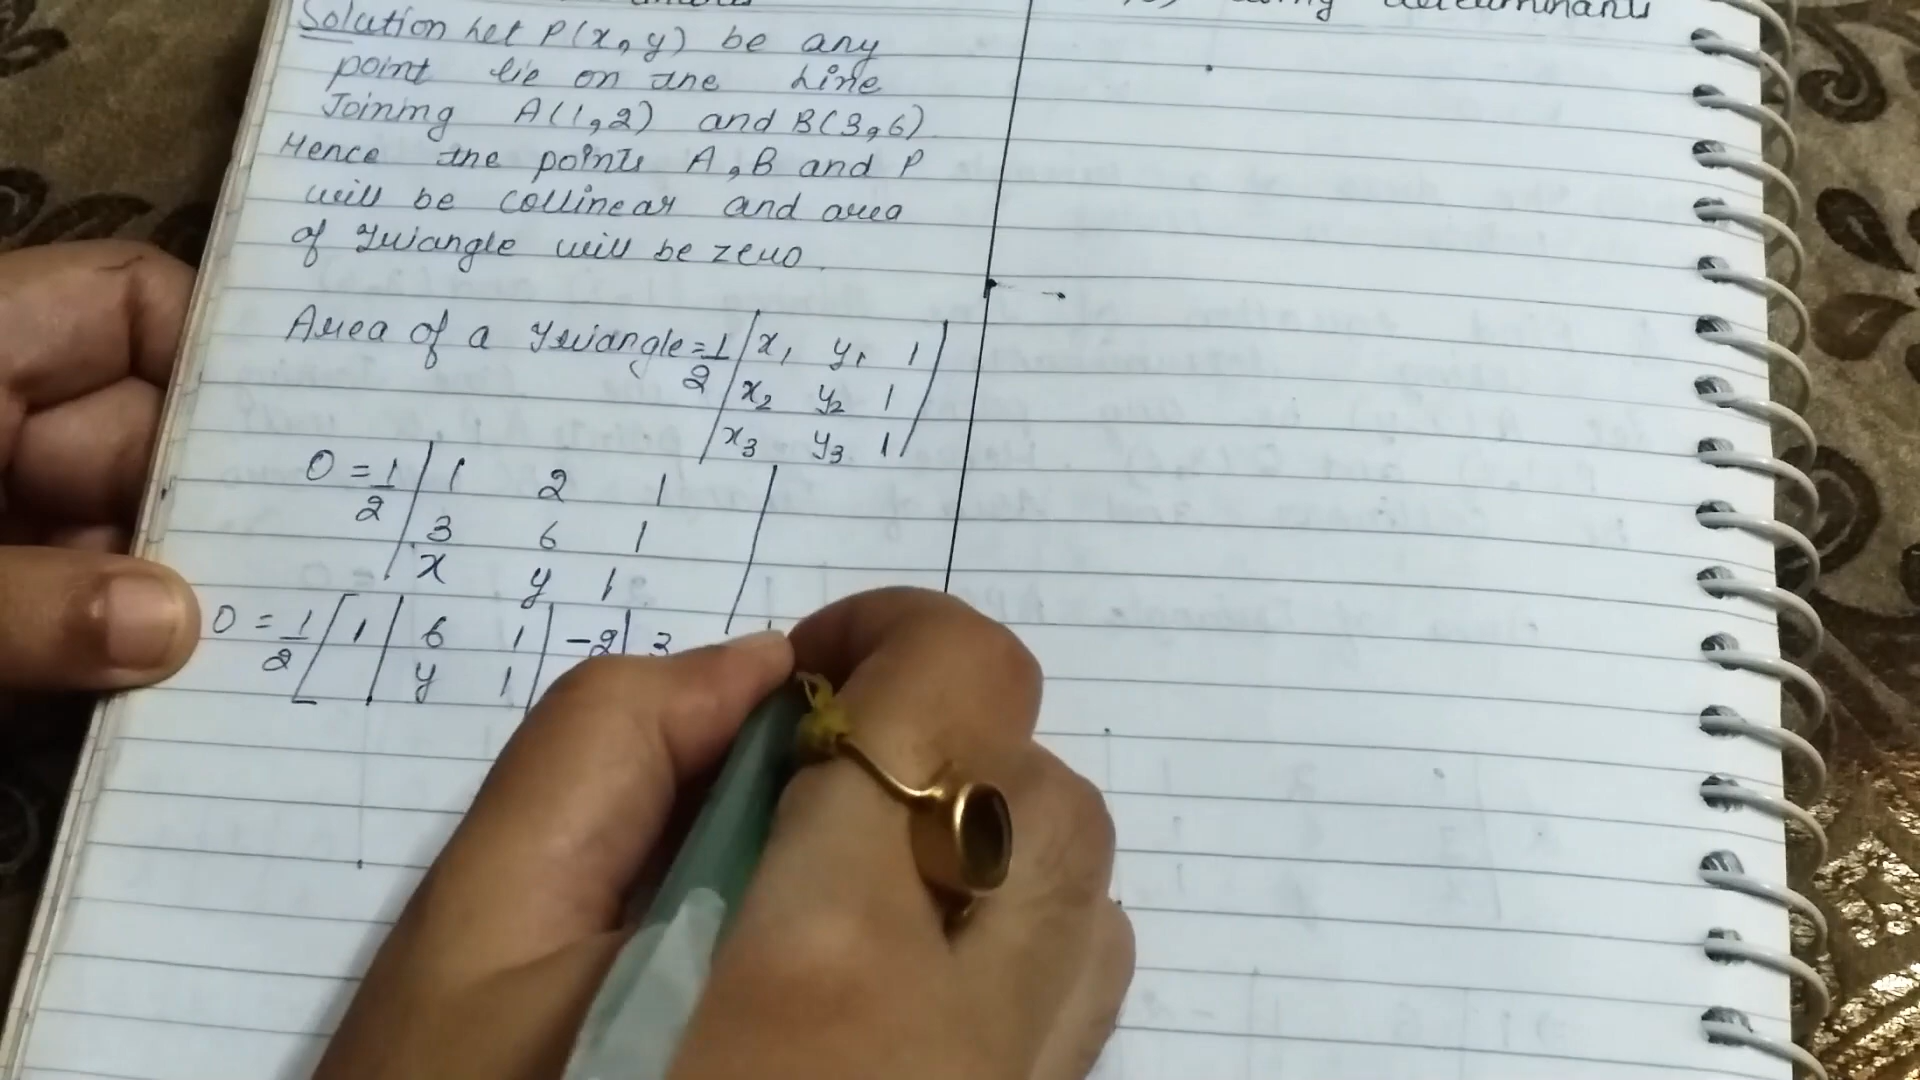 using determinants
Solution Let P(x, y) be any
point lie on the Line
Joining A(1,2) and B(3,6)
Hence the points A, B and P
will be collinear and area
of triangle will be zero.
Area of a triangle = 1/2 | x₁ y₁ 1 |
| x₂ y₂ 1 |
| x₃ y₃ 1 |
0 = 1/2 | 1 2 1 |
| 3 6 1 |
| x y 1 |
0 = 1/2 [ 1 | 6 1 | -2 | 3
| y 1 |